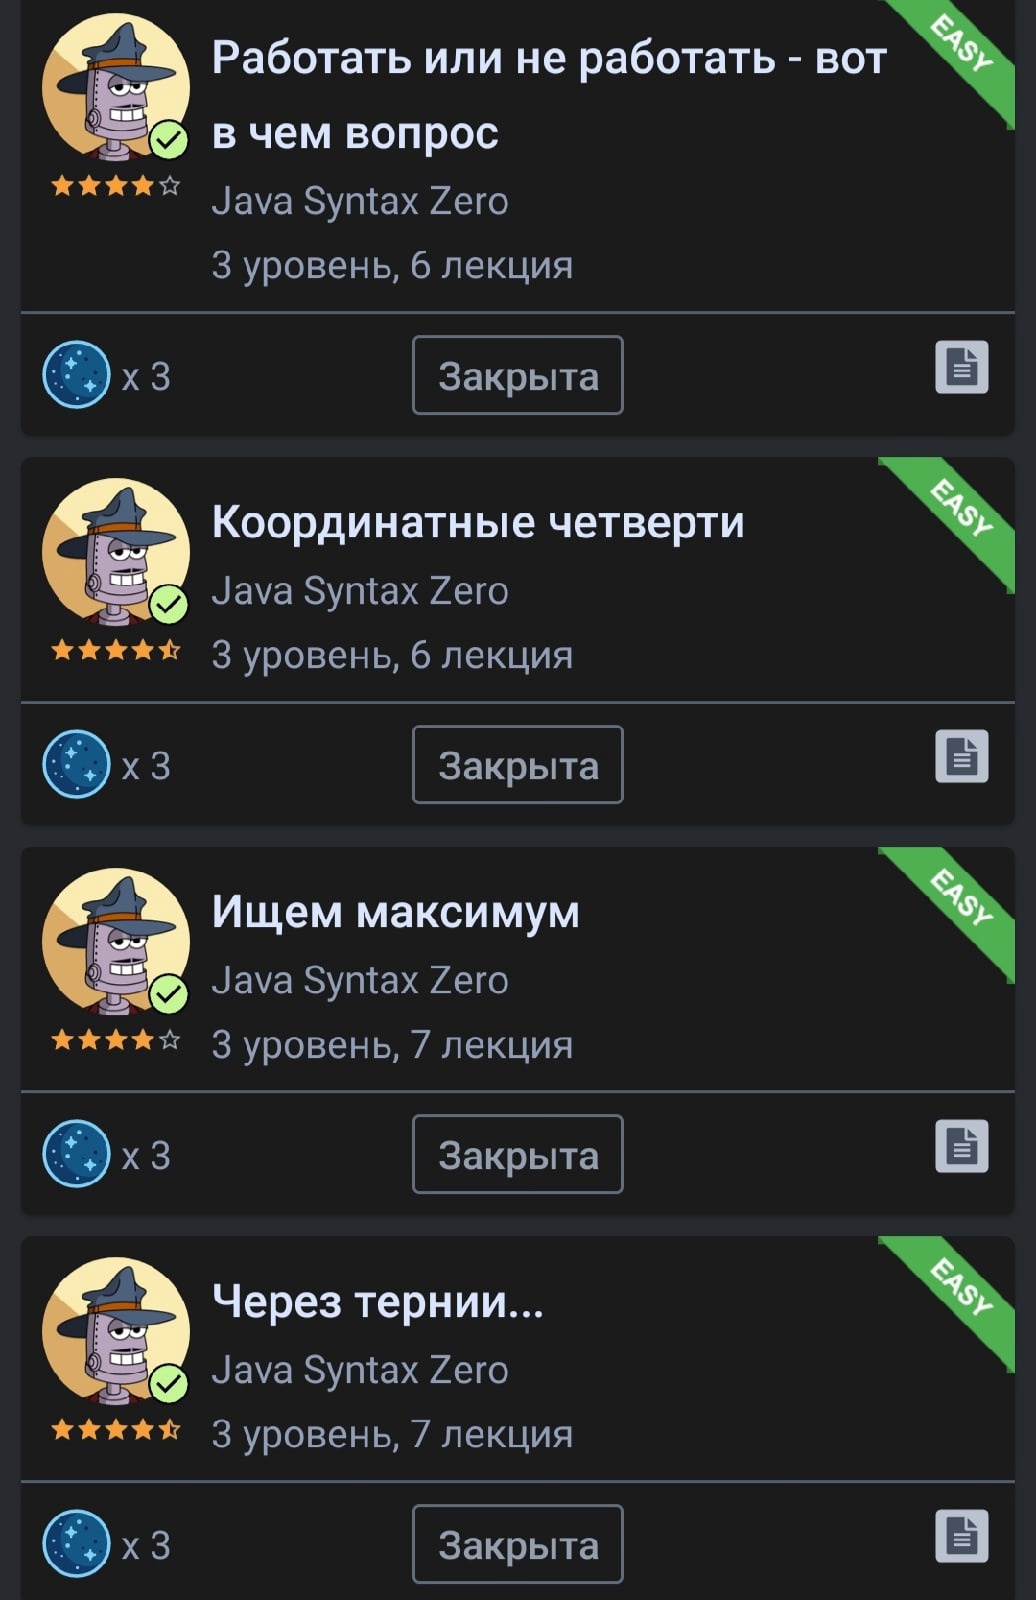 EASY
Работать или не работать - вот
в чем вопрос
Java Syntax Zero
3 уровень, 6 лекция
x 3
Закрыта
EASY
Координатные четверти
Java Syntax Zero
3 уровень, 6 лекция
x 3
Закрыта
EASY
Ищем максимум
Java Syntax Zero
3 уровень, 7 лекция
x 3
Закрыта
EASY
Через тернии...
Java Syntax Zero
3 уровень, 7 лекция
x 3
Закрыта